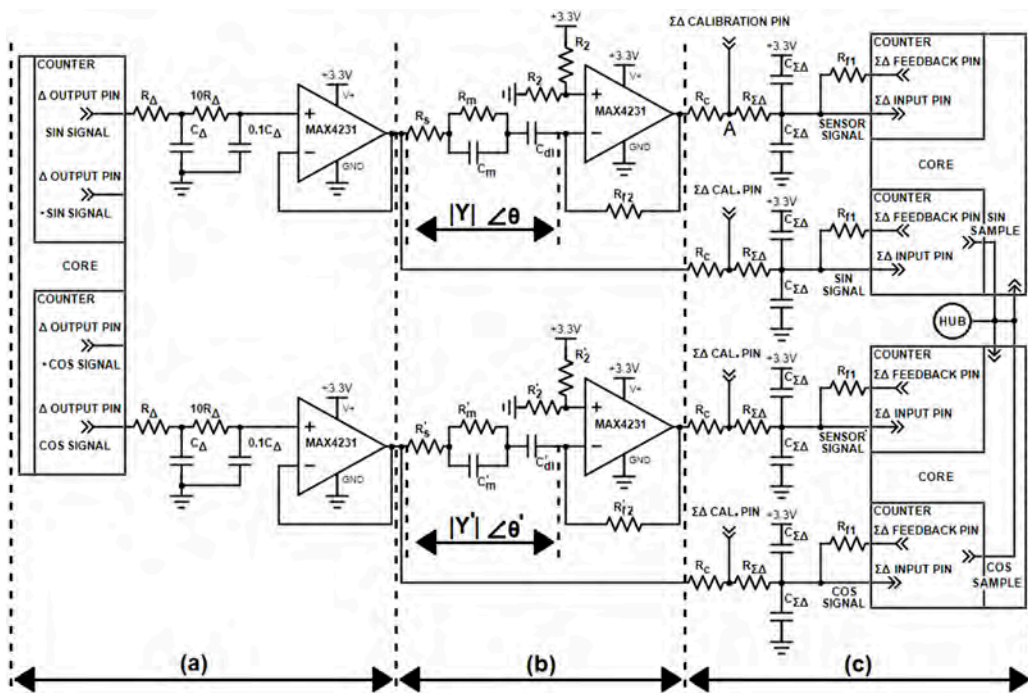 ΣΔ CALIBRATION PIN
COUNTER
Δ OUTPUT PIN
SIN SIGNAL
Δ OUTPUT PIN
-SIN SIGNAL
CORE
RΔ
10RΔ
CΔ
0.1CΔ
+3.3V
V+
MAX4231
GND
Rs
Rm
Cm
Cdl
+3.3V
R2
R2
+3.3V
V+
MAX4231
GND
Rf2
|Y| ∠θ
Rc
A
RΣΔ
+3.3V
CΣΔ
CΣΔ
Rf1
SENSOR SIGNAL
COUNTER
ΣΔ FEEDBACK PIN
ΣΔ INPUT PIN
CORE
ΣΔ CAL. PIN
Rc
RΣΔ
+3.3V
CΣΔ
CΣΔ
Rf1
SIN SIGNAL
COUNTER
ΣΔ FEEDBACK PIN
SIN SAMPLE
ΣΔ INPUT PIN
HUB
COUNTER
Δ OUTPUT PIN
-COS SIGNAL
Δ OUTPUT PIN
COS SIGNAL
RΔ
10RΔ
CΔ
0.1CΔ
+3.3V
V+
MAX4231
GND
R's
R'm
C'm
C'dl
+3.3V
R'2
R'2
+3.3V
V+
MAX4231
GND
R'f2
|Y'| ∠θ'
ΣΔ CAL. PIN
Rc
RΣΔ
+3.3V
CΣΔ
CΣΔ
Rf1
SENSOR' SIGNAL
COUNTER
ΣΔ FEEDBACK PIN
ΣΔ INPUT PIN
CORE
ΣΔ CAL. PIN
Rc
RΣΔ
+3.3V
CΣΔ
CΣΔ
Rf1
COS SIGNAL
COUNTER
ΣΔ FEEDBACK PIN
ΣΔ INPUT PIN
COS SAMPLE
(a)
(b)
(c)